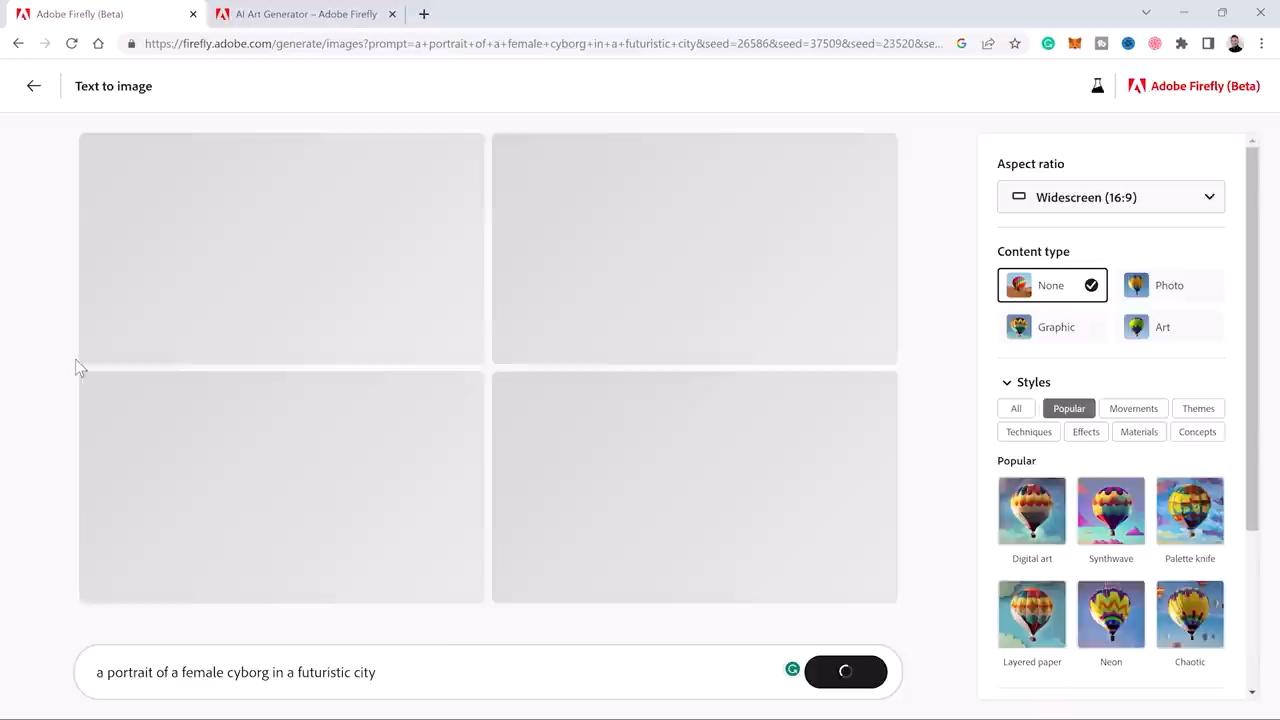 Adobe Firefly (Beta)
AI Art Generator – Adobe Firefly
https://firefly.adobe.com/generate/images?prompt=a+portrait+of+a+female+cyborg+in+a+futuristic+city&seed=26586&seed=37509&seed=23520&se...
Text to image
Adobe Firefly (Beta)
Aspect ratio
Widescreen (16:9)
Content type
None
Photo
Graphic
Art
Styles
All Popular Movements Themes
Techniques Effects Materials Concepts
Popular
Digital art Synthwave Palette knife
Layered paper Neon Chaotic
a portrait of a female cyborg in a futuristic city